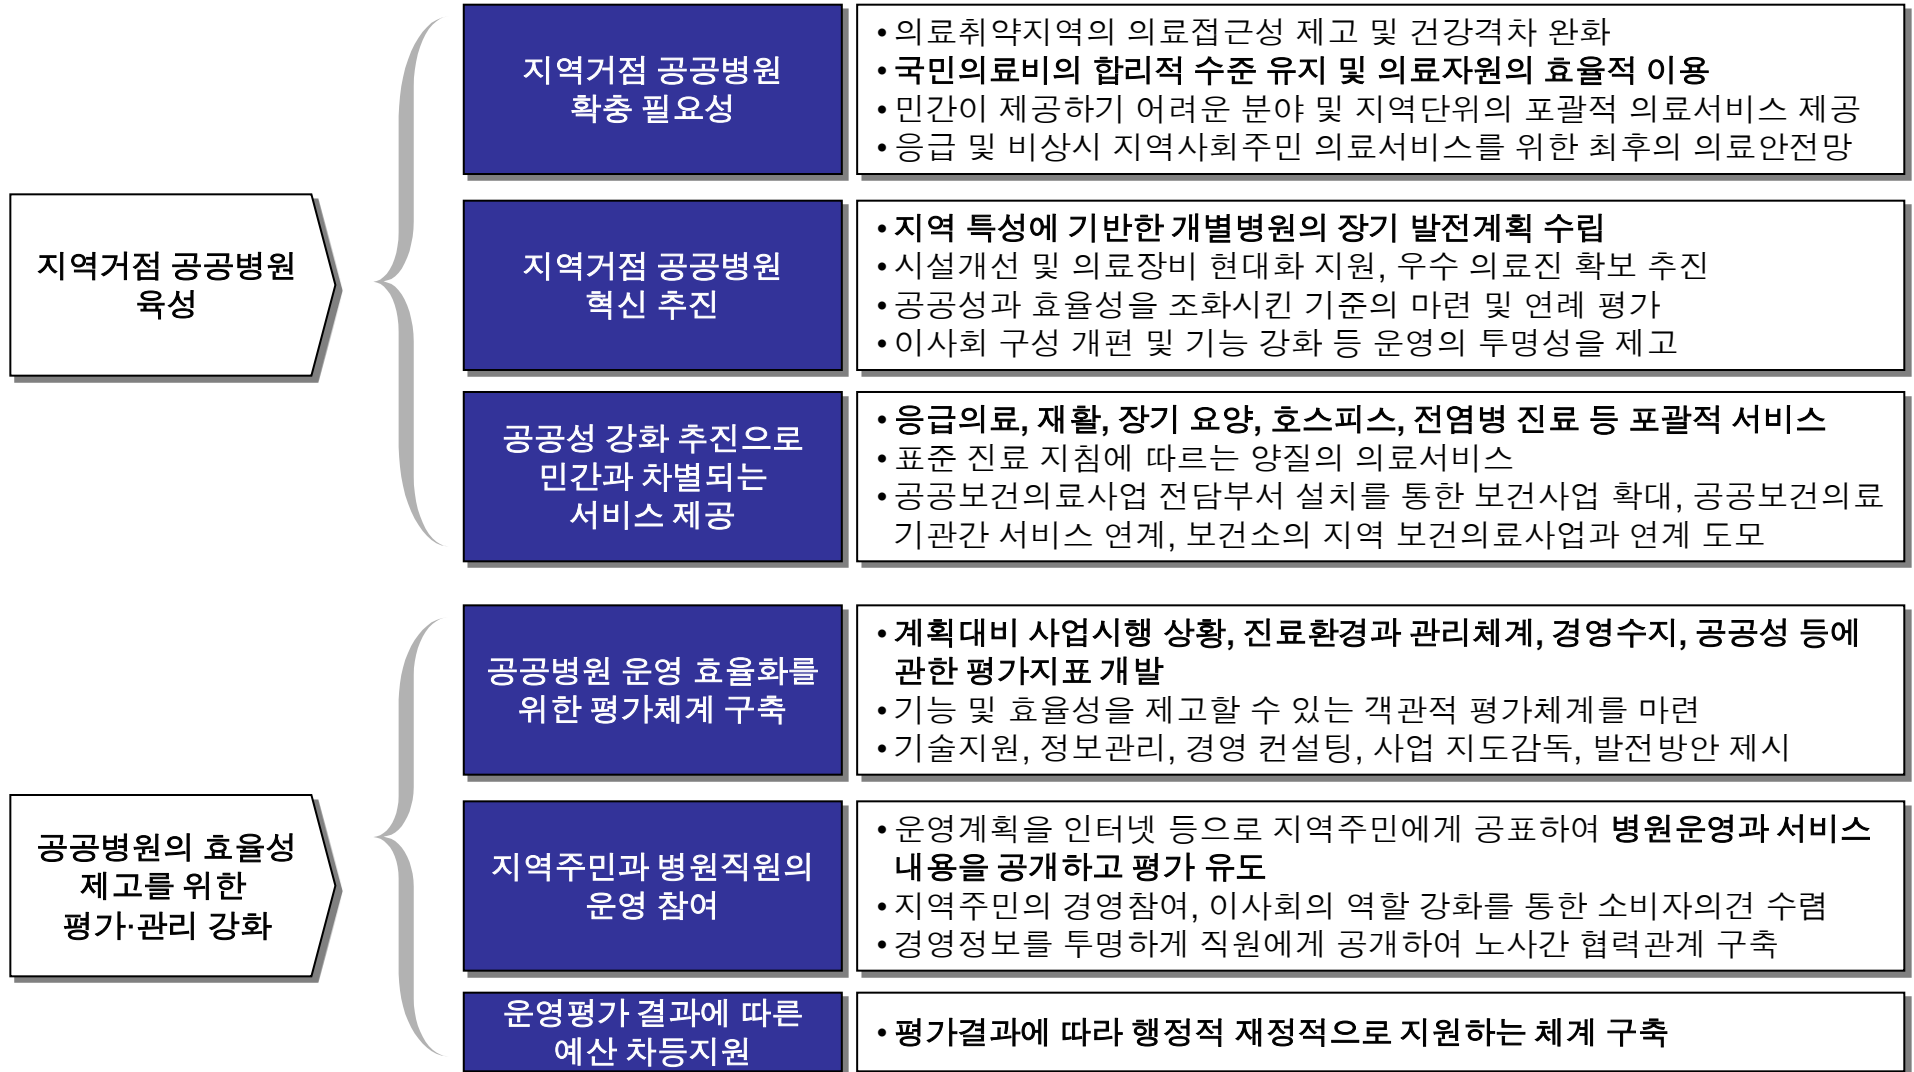 지역거점 공공병원
육성
지역거점 공공병원
확충 필요성
• 의료취약지역의 의료접근성 제고 및 건강격차 완화
• 국민의료비의 합리적 수준 유지 및 의료자원의 효율적 이용
• 민간이 제공하기 어려운 분야 및 지역단위의 포괄적 의료서비스 제공
• 응급 및 비상시 지역사회주민 의료서비스를 위한 최후의 의료안전망
지역거점 공공병원
혁신 추진
• 지역 특성에 기반한 개별병원의 장기 발전계획 수립
• 시설개선 및 의료장비 현대화 지원, 우수 의료진 확보 추진
• 공공성과 효율성을 조화시킨 기준의 마련 및 연례 평가
• 이사회 구성 개편 및 기능 강화 등 운영의 투명성을 제고
공공성 강화 추진으로
민간과 차별되는
서비스 제공
• 응급의료, 재활, 장기 요양, 호스피스, 전염병 진료 등 포괄적 서비스
• 표준 진료 지침에 따르는 양질의 의료서비스
• 공공보건의료사업 전담부서 설치를 통한 보건사업 확대, 공공보건의료
기관간 서비스 연계, 보건소의 지역 보건의료사업과 연계 도모
공공병원의 효율성
제고를 위한
평가·관리 강화
공공병원 운영 효율화를
위한 평가체계 구축
• 계획대비 사업시행 상황, 진료환경과 관리체계, 경영수지, 공공성 등에
관한 평가지표 개발
• 기능 및 효율성을 제고할 수 있는 객관적 평가체계를 마련
• 기술지원, 정보관리, 경영 컨설팅, 사업 지도감독, 발전방안 제시
지역주민과 병원직원의
운영 참여
• 운영계획을 인터넷 등으로 지역주민에게 공표하여 병원운영과 서비스
내용을 공개하고 평가 유도
• 지역주민의 경영참여, 이사회의 역할 강화를 통한 소비자의견 수렴
• 경영정보를 투명하게 직원에게 공개하여 노사간 협력관계 구축
운영평가 결과에 따른
예산 차등지원
• 평가결과에 따라 행정적 재정적으로 지원하는 체계 구축